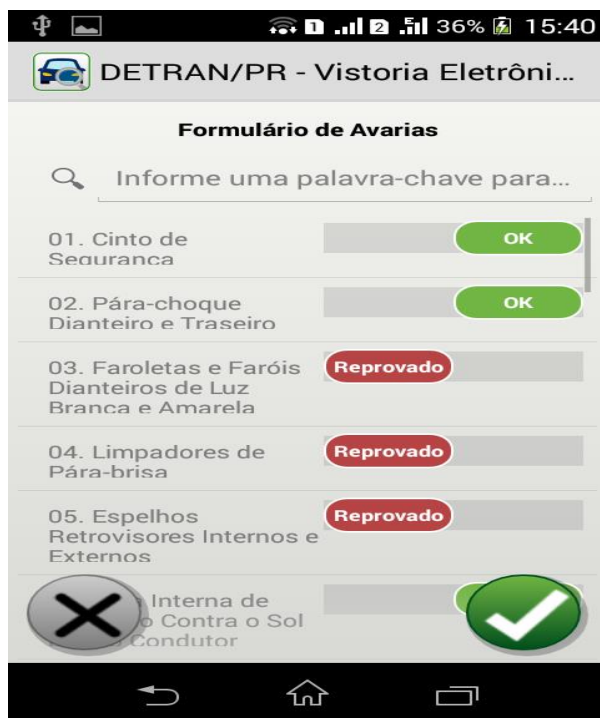 1 2 36% 15:40
DETRAN/PR - Vistoria Eletrôni...
Formulário de Avarias
Informe uma palavra-chave para...
01. Cinto de
Segurança
OK
02. Pára-choque
Dianteiro e Traseiro
OK
03. Faroletas e Faróis
Dianteiros de Luz
Branca e Amarela
Reprovado
04. Limpadores de
Pára-brisa
Reprovado
05. Espelhos
Retrovisores Internos e
Externos
Reprovado
Interna de
Contra o Sol
Condutor